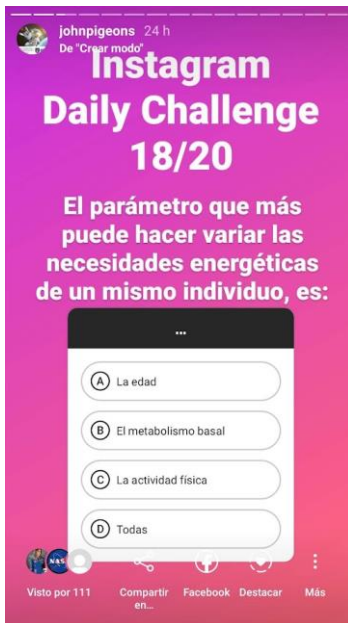 johnpigeons 24 h
De "Crear modo"
Instagram
Daily Challenge
18/20
El parámetro que más
puede hacer variar las
necesidades energéticas
de un mismo individuo, es:
...
A La edad
B El metabolismo basal
C La actividad física
D Todas
NASA
Visto por 111
Compartir
en...
Facebook
Destacar
Más